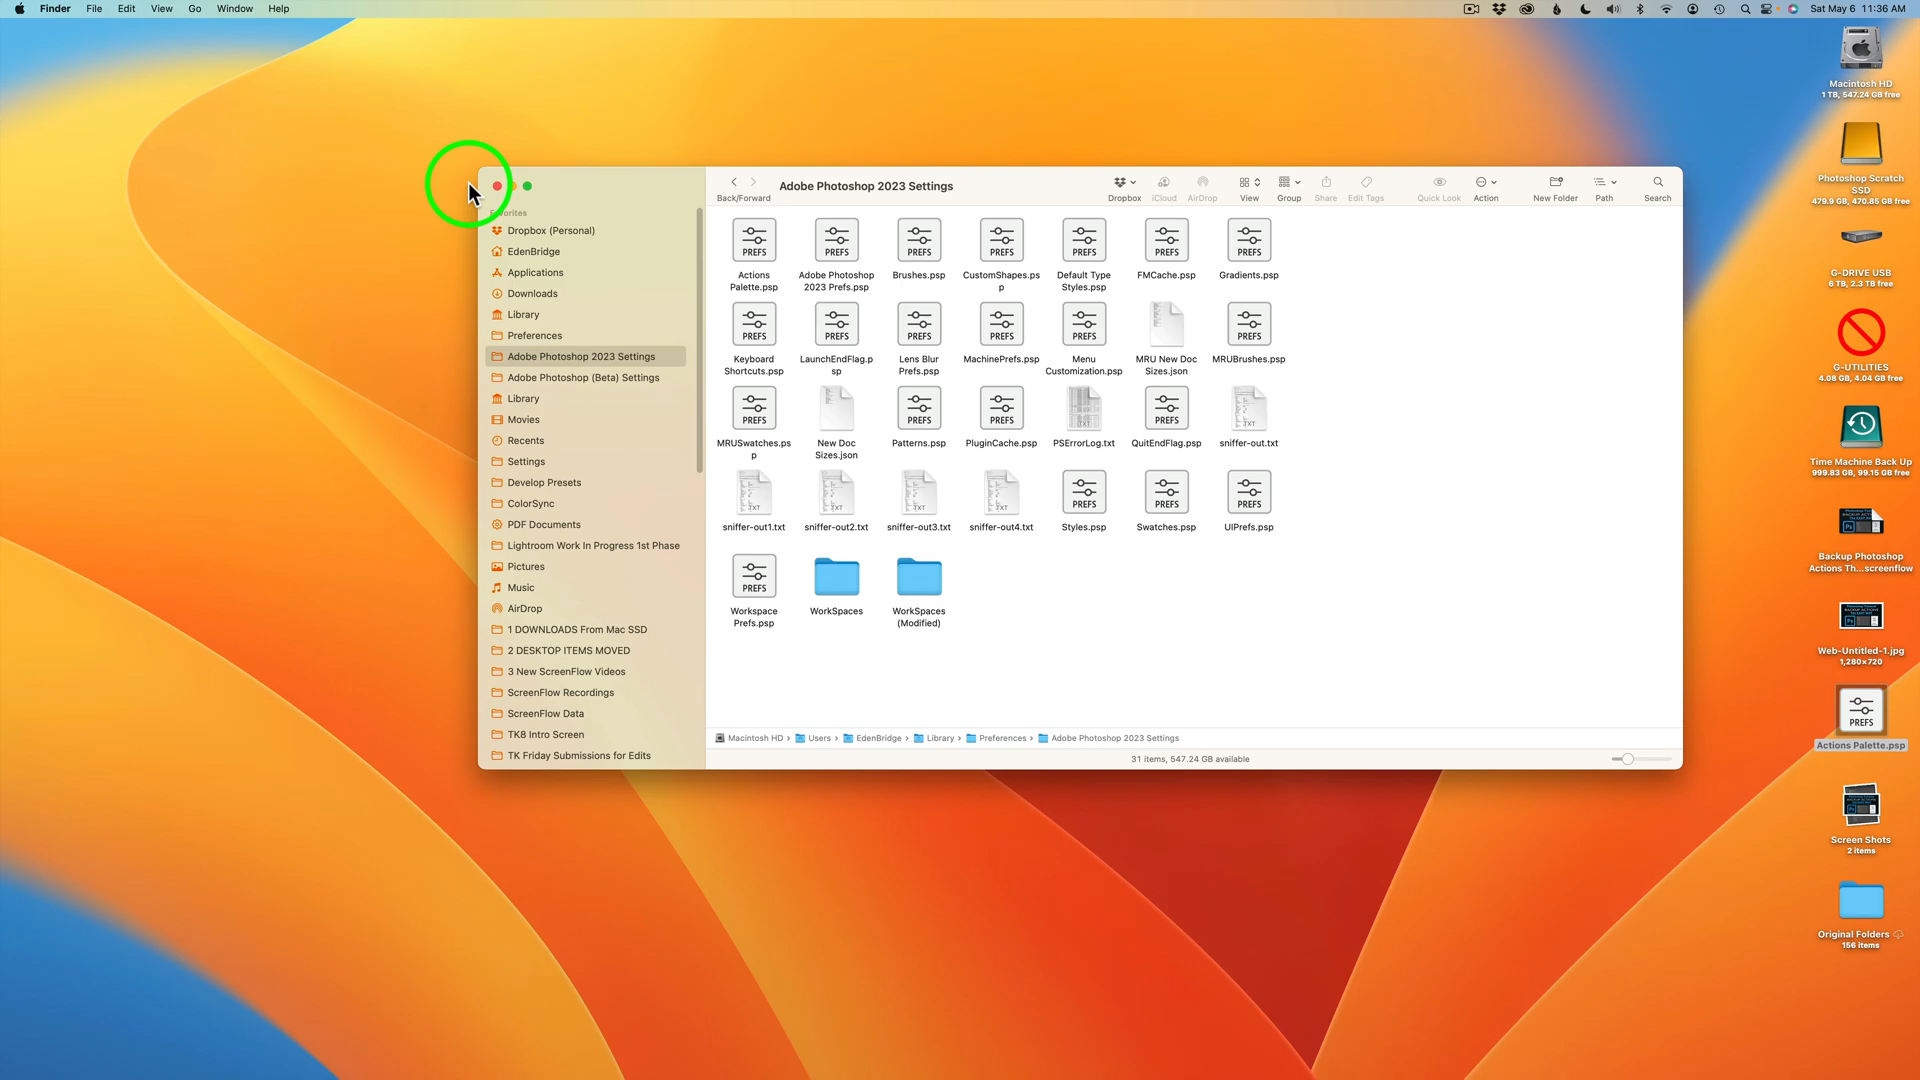 Finder File Edit View Go Window Help
Sat May 6 11:36 AM
Adobe Photoshop 2023 Settings
Back/Forward
Dropbox iCloud AirDrop View Group Share Edit Tags Quick Look Action New Folder Path Search
Favorites
Dropbox (Personal)
EdenBridge
Applications
Downloads
Library
Preferences
Adobe Photoshop 2023 Settings
Adobe Photoshop (Beta) Settings
Library
Movies
Recents
Settings
Develop Presets
ColorSync
PDF Documents
Lightroom Work In Progress 1st Phase
Pictures
Music
AirDrop
1 DOWNLOADS From Mac SSD
2 DESKTOP ITEMS MOVED
3 New ScreenFlow Videos
ScreenFlow Recordings
ScreenFlow Data
TK8 Intro Screen
TK Friday Submissions for Edits
PREFS PREFS PREFS PREFS PREFS PREFS PREFS
Actions Adobe Photoshop Brushes.psp CustomShapes.ps Default Type FMCache.psp Gradients.psp
Palette.psp 2023 Prefs.psp p Styles.psp
PREFS PREFS PREFS PREFS PREFS PREFS
Keyboard LaunchEndFlag.p Lens Blur MachinePrefs.psp Menu MRU New Doc MRUBrushes.psp
Shortcuts.psp sp Prefs.psp Customization.psp Sizes.json
PREFS PREFS PREFS TXT PREFS TXT
MRUSwatches.ps New Doc Patterns.psp PluginCache.psp PSErrorLog.txt QuitEndFlag.psp sniffer-out.txt
p Sizes.json
TXT TXT TXT TXT PREFS PREFS PREFS
sniffer-out1.txt sniffer-out2.txt sniffer-out3.txt sniffer-out4.txt Styles.psp Swatches.psp UIPrefs.psp
PREFS
Workspace WorkSpaces WorkSpaces
Prefs.psp (Modified)
Macintosh HD › Users › EdenBridge › Library › Preferences › Adobe Photoshop 2023 Settings
31 items, 547.24 GB available
Macintosh HD
1 TB, 547.24 GB free
Photoshop Scratch
SSD
479.9 GB, 470.85 GB free
G-DRIVE USB
6 TB, 2.3 TB free
G-UTILITIES
4.08 GB, 4.04 GB free
Time Machine Back Up
999.83 GB, 99.15 GB free
Backup Photoshop
Actions Th...screenflow
BACKUP ACTIONS
Web-Untitled-1.jpg
1,280×720
PREFS
Actions Palette.psp
Screen Shots
2 items
Original Folders
156 items